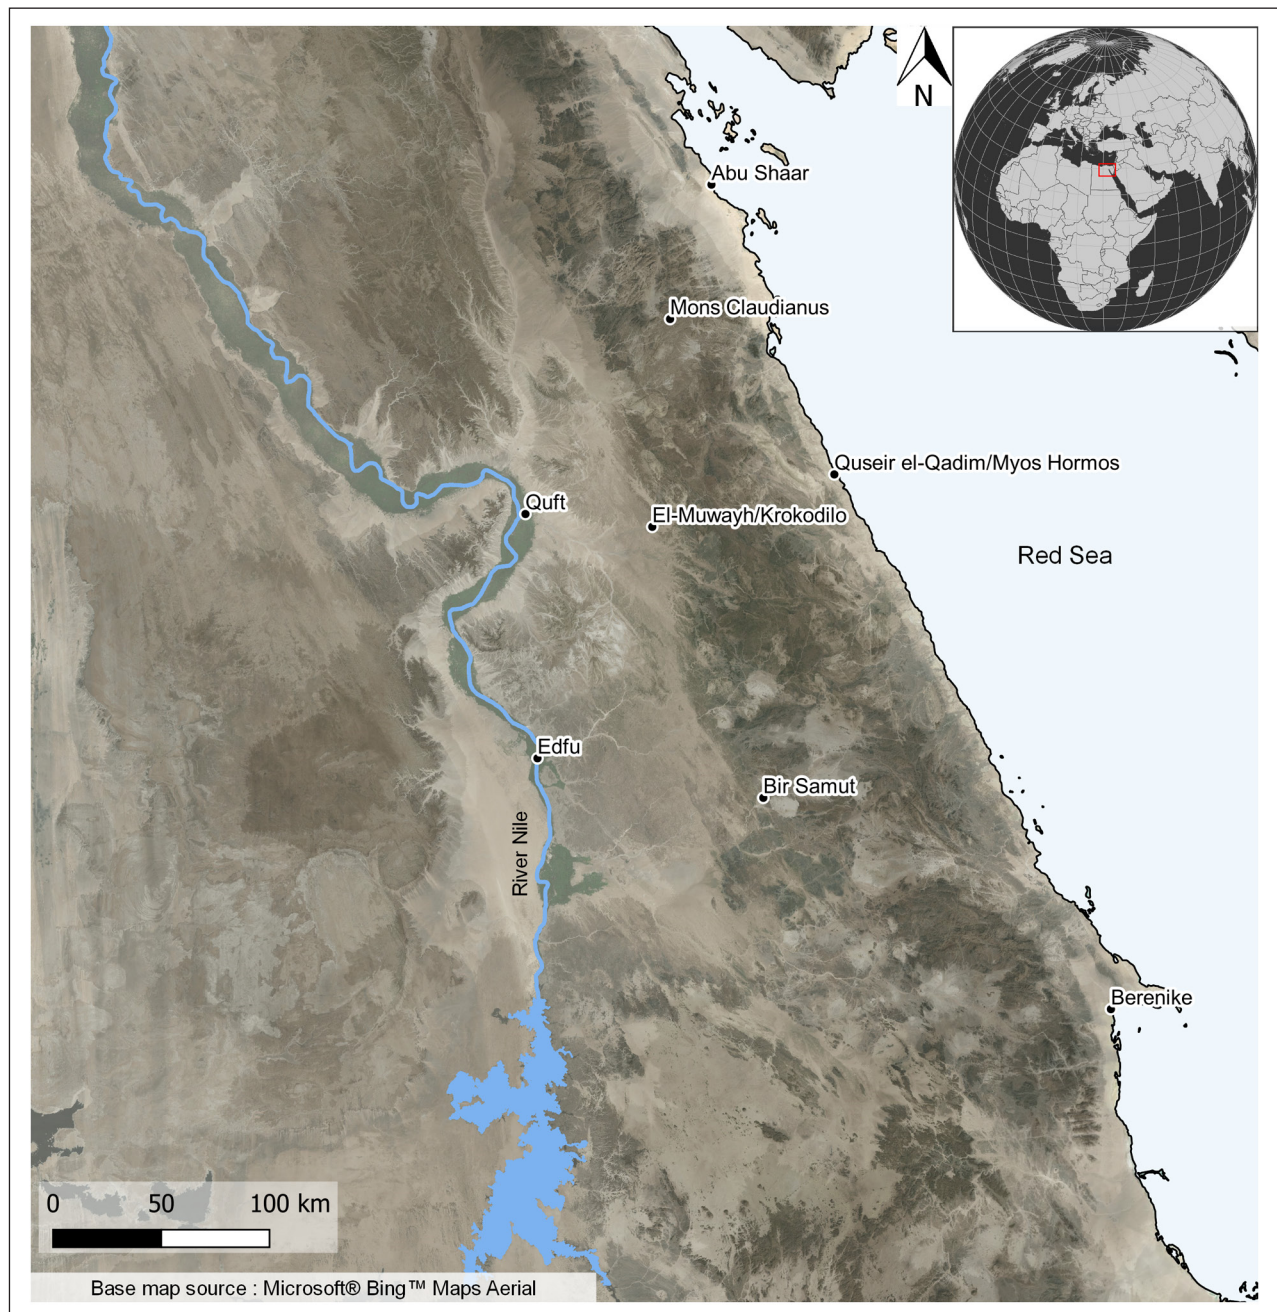 N
Abu Shaar
Mons Claudianus
Quseir el-Qadim/Myos Hormos
Quft
El-Muwayh/Krokodilo
Red Sea
Edfu
Bir Samut
River Nile
Berenike
0 50 100 km
Base map source : Microsoft® Bing™ Maps Aerial